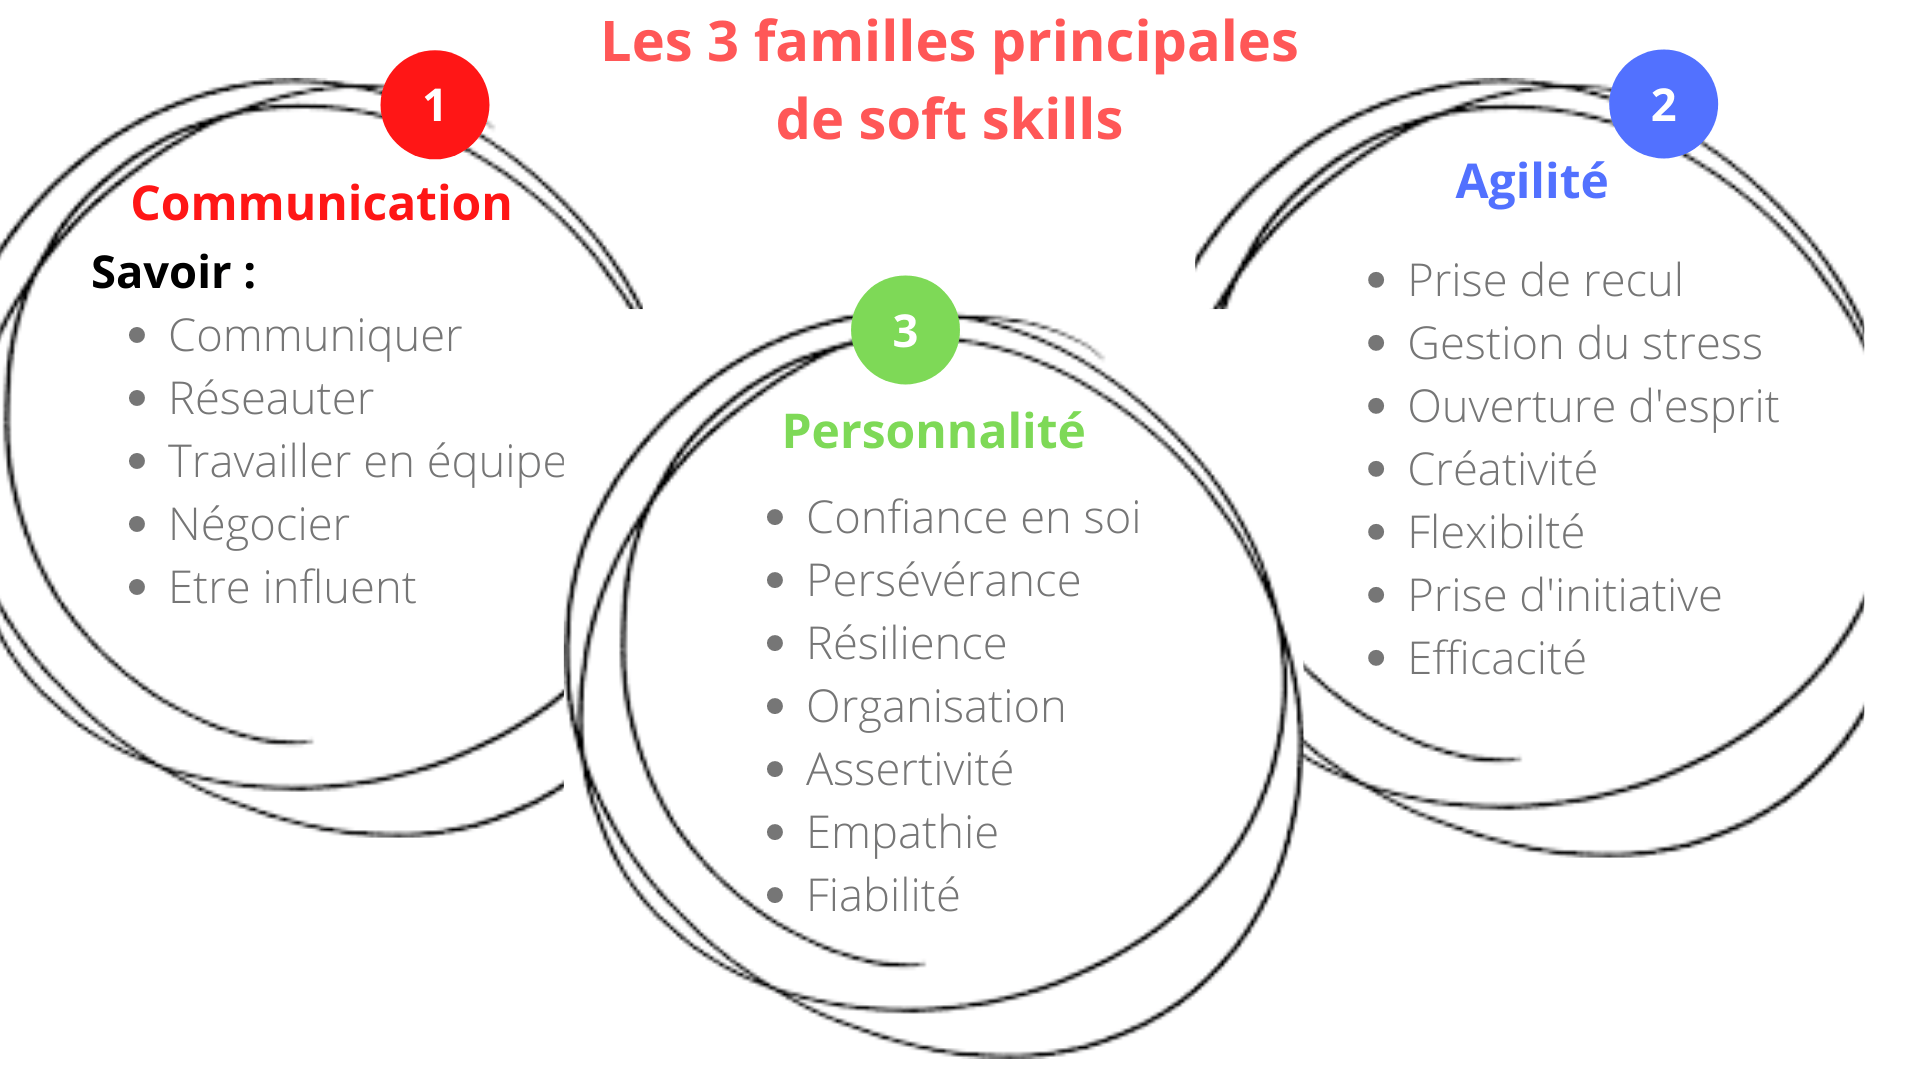 Les 3 familles principales
de soft skills
1
Communication
Savoir :
• Communiquer
• Réseauter
• Travailler en équipe
• Négocier
• Etre influent
2
Agilité
• Prise de recul
• Gestion du stress
• Ouverture d'esprit
• Créativité
• Flexibilté
• Prise d'initiative
• Efficacité
3
Personnalité
• Confiance en soi
• Persévérance
• Résilience
• Organisation
• Assertivité
• Empathie
• Fiabilité